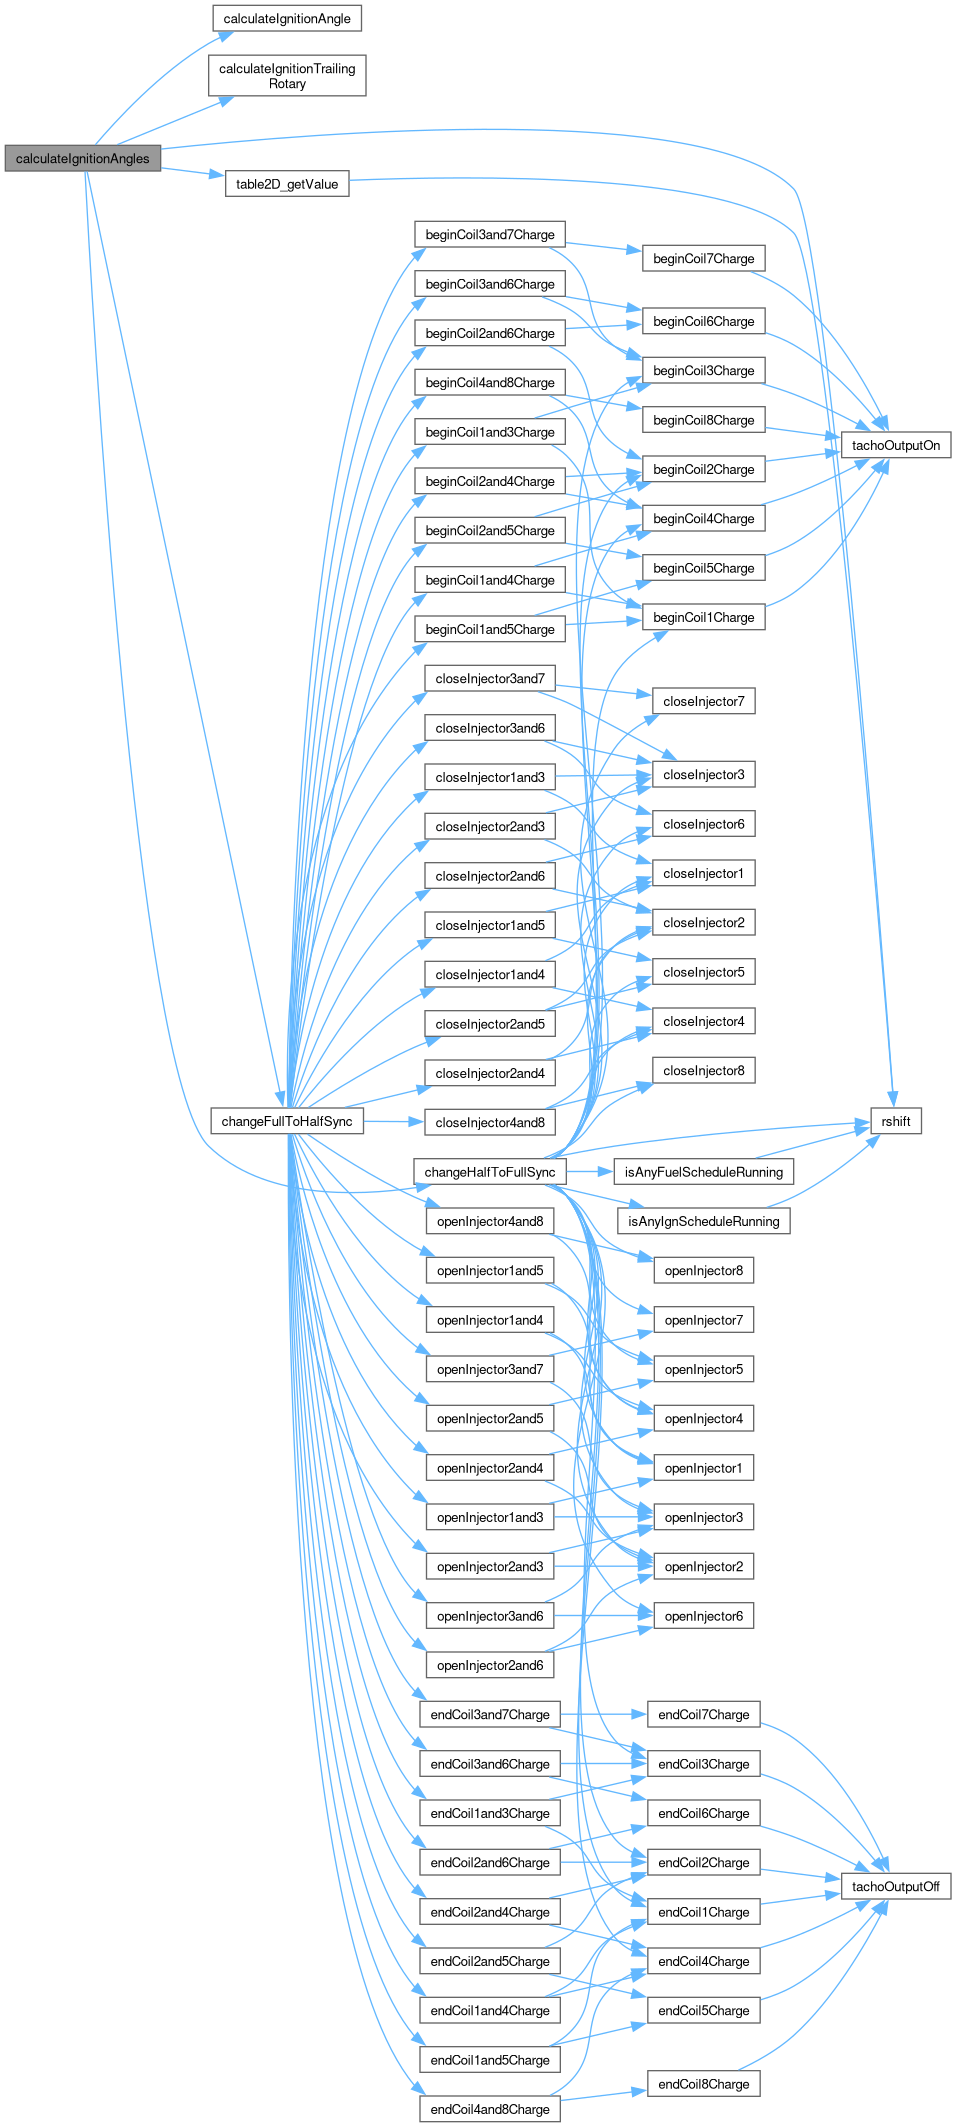 calculateIgnitionAngle
calculateIgnitionTrailing
Rotary
calculateIgnitionAngles
table2D_getValue
beginCoil3and7Charge
beginCoil7Charge
beginCoil3and6Charge
beginCoil6Charge
beginCoil2and6Charge
beginCoil3Charge
beginCoil4and8Charge
beginCoil8Charge
beginCoil1and3Charge
tachoOutputOn
beginCoil2Charge
beginCoil2and4Charge
beginCoil4Charge
beginCoil2and5Charge
beginCoil5Charge
beginCoil1and4Charge
beginCoil1Charge
beginCoil1and5Charge
closeInjector3and7
closeInjector7
closeInjector3and6
closeInjector3
closeInjector1and3
closeInjector6
closeInjector2and3
closeInjector1
closeInjector2and6
closeInjector2
closeInjector1and5
closeInjector5
closeInjector1and4
closeInjector4
closeInjector2and5
closeInjector8
closeInjector2and4
changeFullToHalfSync
closeInjector4and8
rshift
changeHalfToFullSync
isAnyFuelScheduleRunning
openInjector4and8
isAnyIgnScheduleRunning
openInjector1and5
openInjector8
openInjector1and4
openInjector7
openInjector3and7
openInjector5
openInjector2and5
openInjector4
openInjector2and4
openInjector1
openInjector1and3
openInjector3
openInjector2and3
openInjector2
openInjector3and6
openInjector6
openInjector2and6
endCoil3and7Charge
endCoil7Charge
endCoil3and6Charge
endCoil3Charge
endCoil1and3Charge
endCoil6Charge
endCoil2and6Charge
endCoil2Charge
tachoOutputOff
endCoil2and4Charge
endCoil1Charge
endCoil2and5Charge
endCoil4Charge
endCoil1and4Charge
endCoil5Charge
endCoil1and5Charge
endCoil8Charge
endCoil4and8Charge